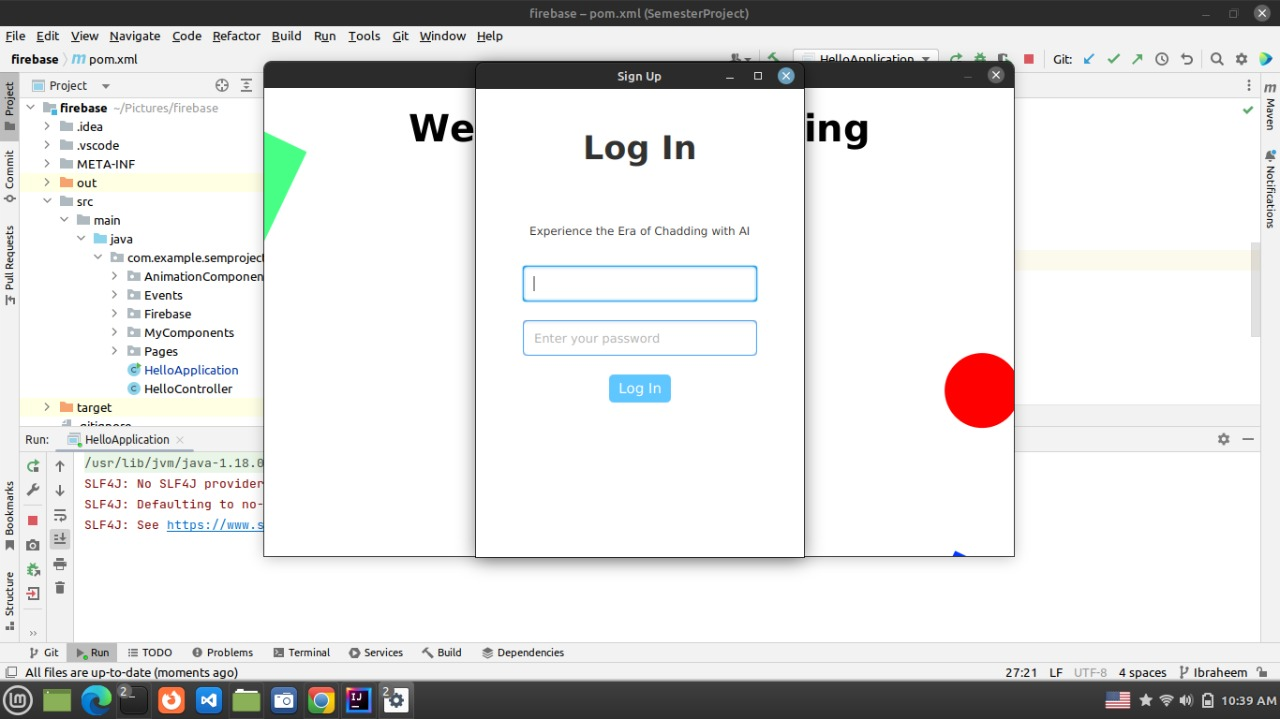 firebase – pom.xml (SemesterProject)
File Edit View Navigate Code Refactor Build Run Tools Git Window Help
firebase pom.xml
HelloApplication
Git:
Project
Project
Commit
Pull Requests
Bookmarks
Structure
firebase ~/Pictures/firebase
.idea
.vscode
META-INF
out
src
main
java
com.example.semproject
AnimationComponen
Events
Firebase
MyComponents
Pages
HelloApplication
HelloController
target
.gitignore
We
ing
Sign Up
Log In
Experience the Era of Chadding with AI
Enter your password
Log In
Maven
Notifications
Run: HelloApplication
/usr/lib/jvm/java-1.18.0
SLF4J: No SLF4J provider
SLF4J: Defaulting to no-
SLF4J: See https://www.s
Git Run TODO Problems Terminal Services Build Dependencies
All files are up-to-date (moments ago)
27:21 LF UTF-8 4 spaces Ibraheem
2
2
10:39 AM